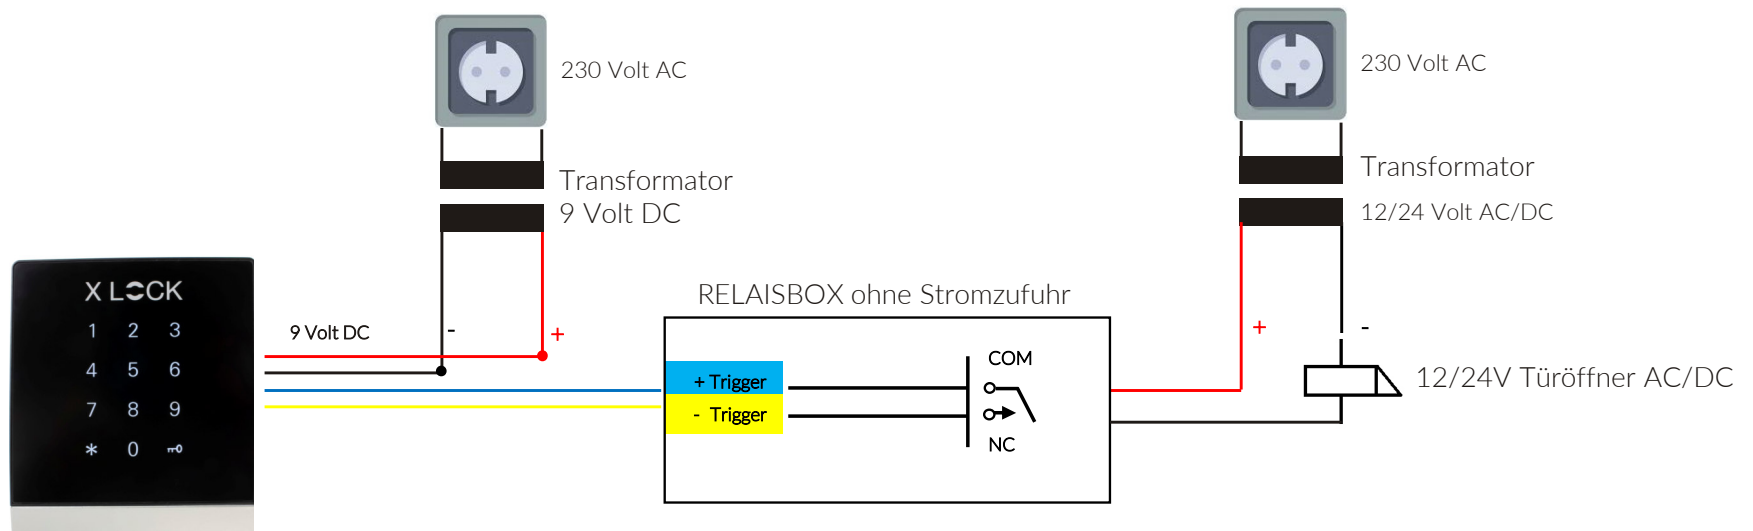 230 Volt AC
230 Volt AC
Transformator
9 Volt DC
Transformator
12/24 Volt AC/DC
X LOCK
1 2 3
4 5 6
7 8 9
* 0
9 Volt DC
-
+
RELAISBOX ohne Stromzufuhr
+ Trigger
- Trigger
COM
NC
+
-
12/24V Türöffner AC/DC